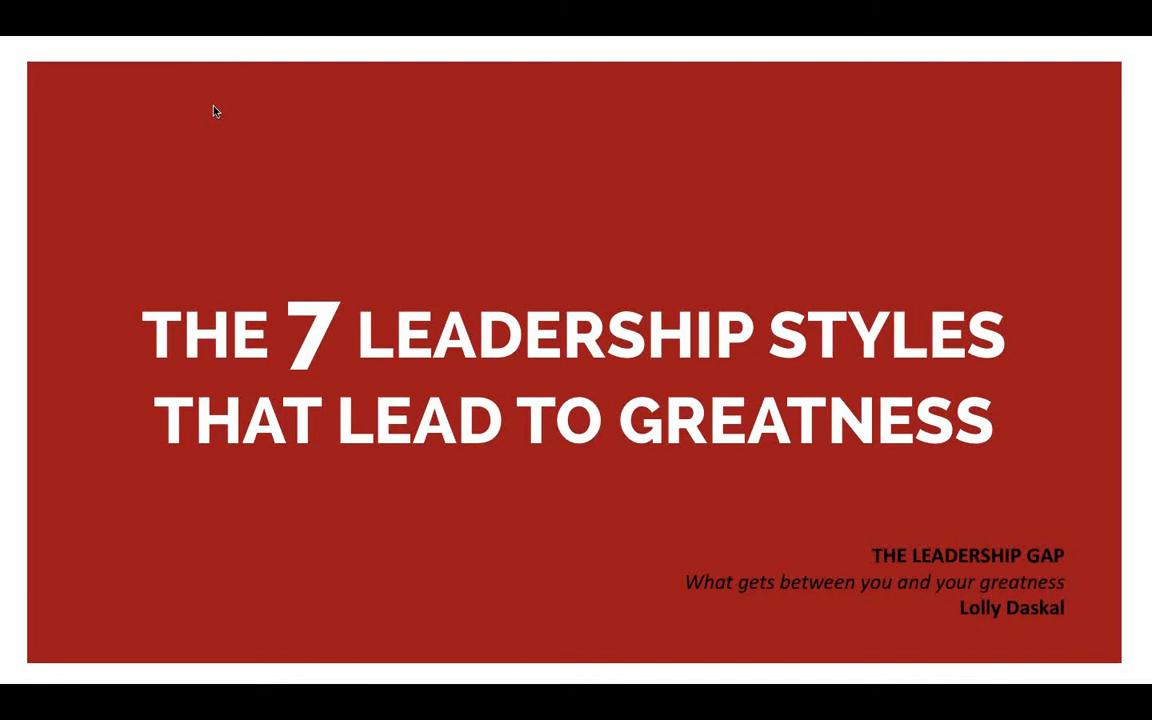 THE 7 LEADERSHIP STYLES
THAT LEAD TO GREATNESS
THE LEADERSHIP GAP
What gets between you and your greatness
Lolly Daskal